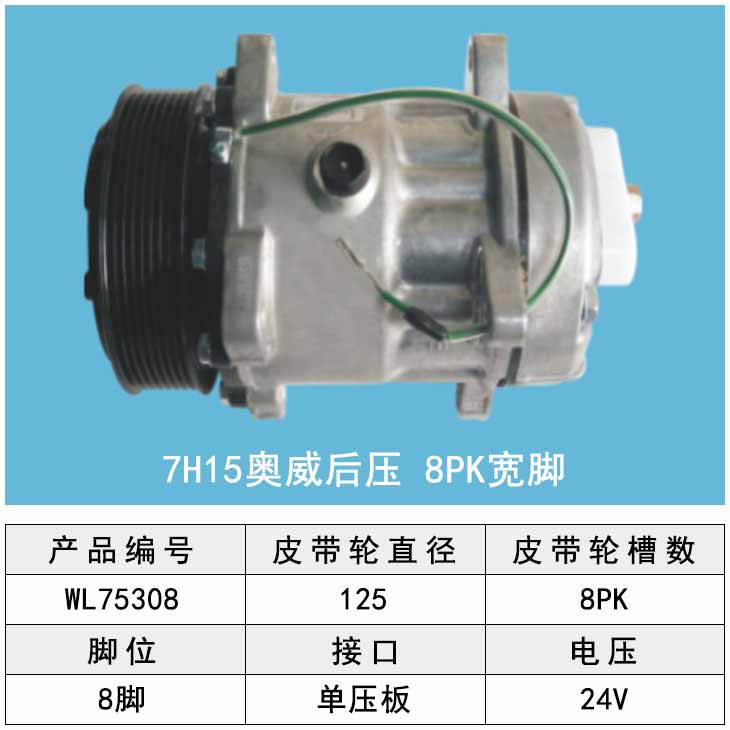 7H15奥威后压 8PK宽脚
产品编号 皮带轮直径 皮带轮槽数
WL75308 125 8PK
脚位 接口 电压
8脚 单压板 24V